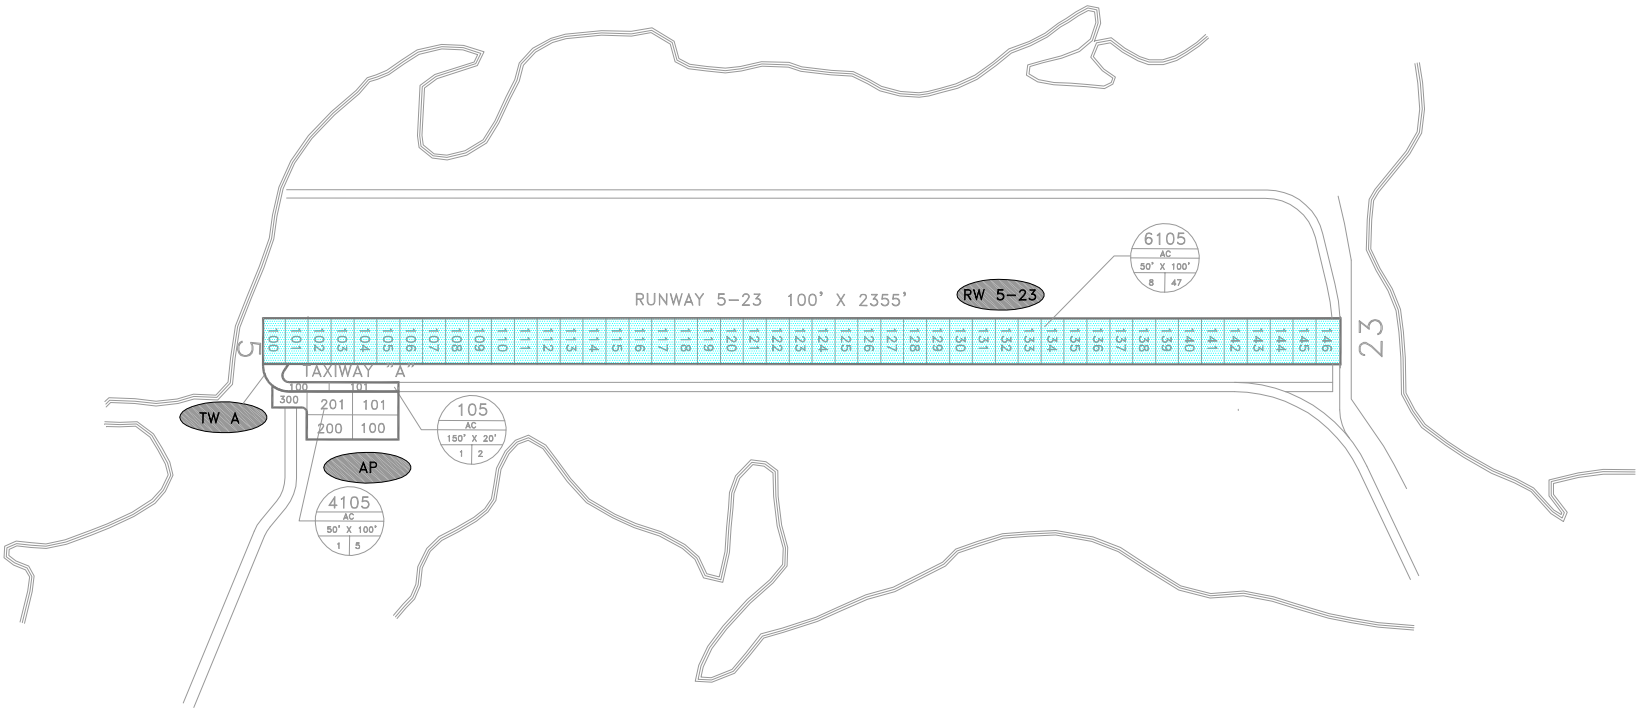 6105
AC
50' X 100'
8 47
RUNWAY 5-23 100' X 2355'
RW 5-23
5
100 101 102 103 104 105 106 107 108 109 110 111 112 113 114 115 116 117 118 119 120 121 122 123 124 125 126 127 128 129 130 131 132 133 134 135 136 137 138 139 140 141 142 143 144 145 146
23
TAXIWAY "A"
100 101
300
201 101
200 100
TW A
105
AC
150' X 20'
1 2
AP
4105
AC
50' X 100'
1 5